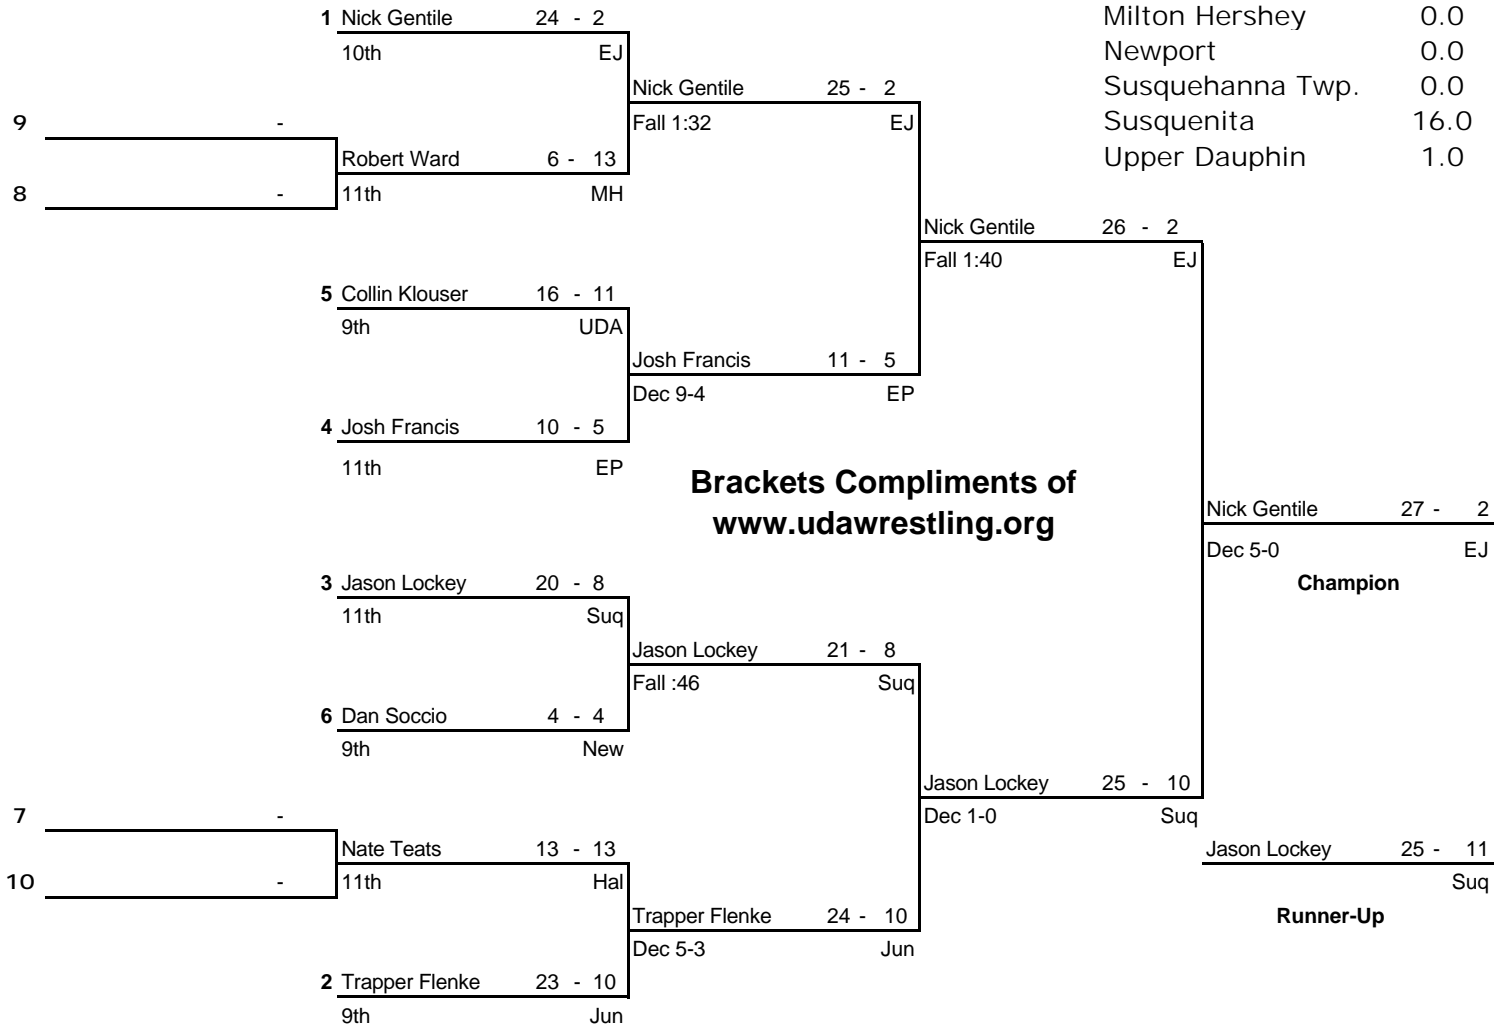 1 Nick Gentile 24 - 2
10th EJ
Milton Hershey 0.0
Newport 0.0
Susquehanna Twp. 0.0
Susquenita 16.0
Upper Dauphin 1.0
Nick Gentile 25 - 2
Fall 1:32 EJ
9 -
Robert Ward 6 - 13
8 - 11th MH
Nick Gentile 26 - 2
Fall 1:40 EJ
5 Collin Klouser 16 - 11
9th UDA
Josh Francis 11 - 5
Dec 9-4 EP
4 Josh Francis 10 - 5
11th EP
Brackets Compliments of
www.udawrestling.org
Nick Gentile 27 - 2
Dec 5-0 EJ
Champion
3 Jason Lockey 20 - 8
11th Suq
Jason Lockey 21 - 8
Fall :46 Suq
6 Dan Soccio 4 - 4
9th New
Jason Lockey 25 - 10
Dec 1-0 Suq
7 -
Nate Teats 13 - 13
10 - 11th Hal
Jason Lockey 25 - 11
Suq
Runner-Up
Trapper Flenke 24 - 10
Dec 5-3 Jun
2 Trapper Flenke 23 - 10
9th Jun